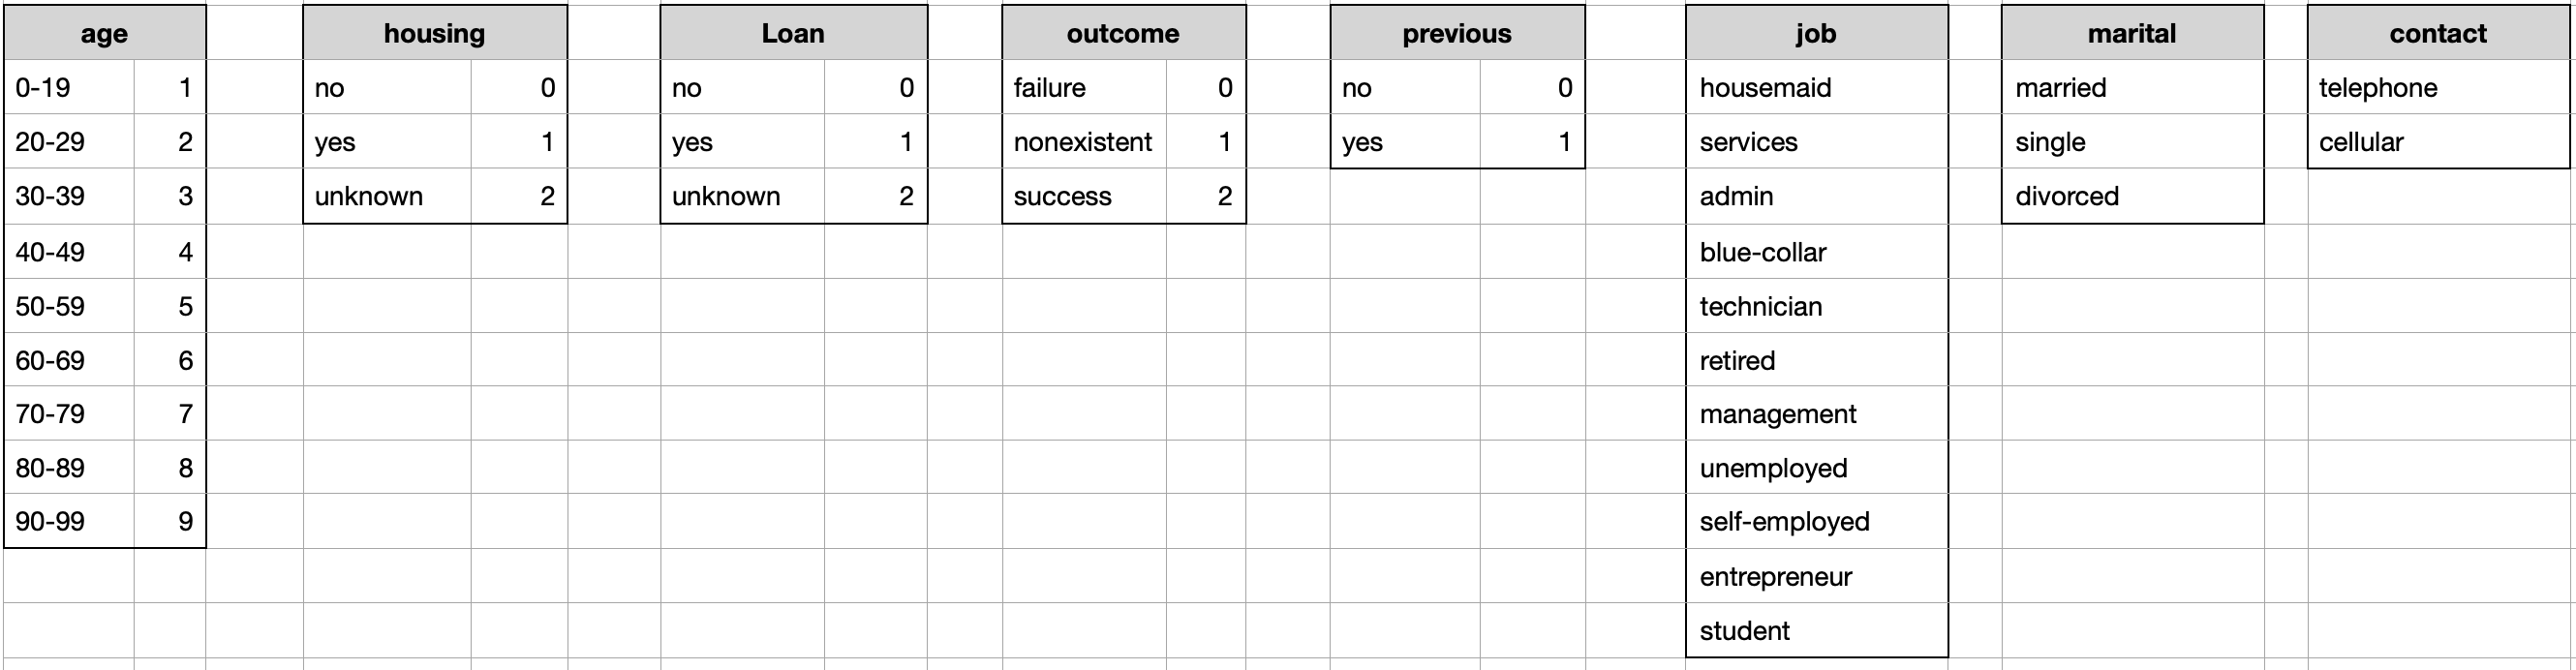 age housing Loan outcome previous job marital contact
0-19 1 no 0 no 0 failure 0 no 0 housemaid married telephone
20-29 2 yes 1 yes 1 nonexistent 1 yes 1 services single cellular
30-39 3 unknown 2 unknown 2 success 2 admin divorced
40-49 4 blue-collar
50-59 5 technician
60-69 6 retired
70-79 7 management
80-89 8 unemployed
90-99 9 self-employed
entrepreneur
student